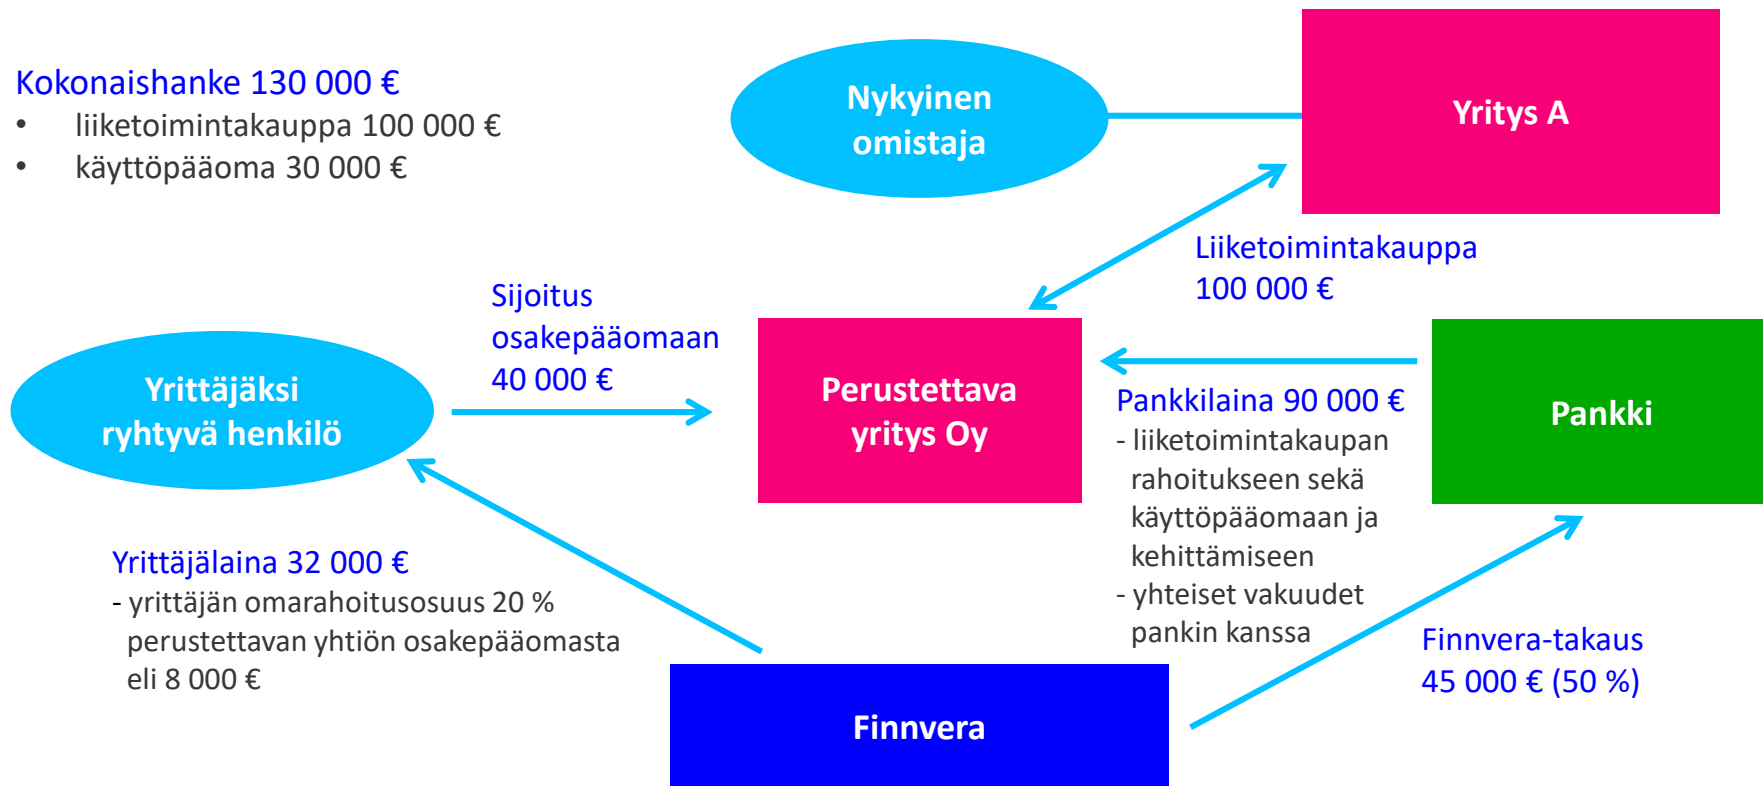 Kokonaishanke 130 000 €
• liiketoimintakauppa 100 000 €
• käyttöpääoma 30 000 €
Nykyinen
omistaja
Yritys A
Liiketoimintakauppa
100 000 €
Sijoitus
osakepääomaan
40 000 €
Yrittäjäksi
ryhtyvä henkilö
Perustettava
yritys Oy
Pankkilaina 90 000 €
- liiketoimintakaupan
rahoitukseen sekä
käyttöpääomaan ja
kehittämiseen
- yhteiset vakuudet
pankin kanssa
Pankki
Yrittäjälaina 32 000 €
- yrittäjän omarahoitusosuus 20 %
perustettavan yhtiön osakepääomasta
eli 8 000 €
Finnvera-takaus
45 000 € (50 %)
Finnvera